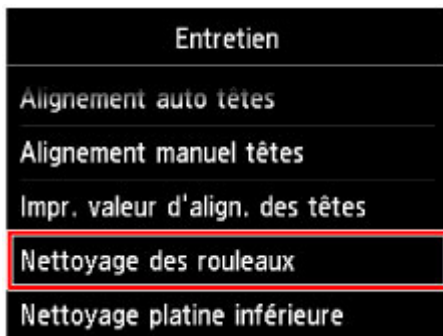 Entretien
Alignement auto têtes
Alignement manuel têtes
Impr. valeur d'align. des têtes
Nettoyage des rouleaux
Nettoyage platine inférieure